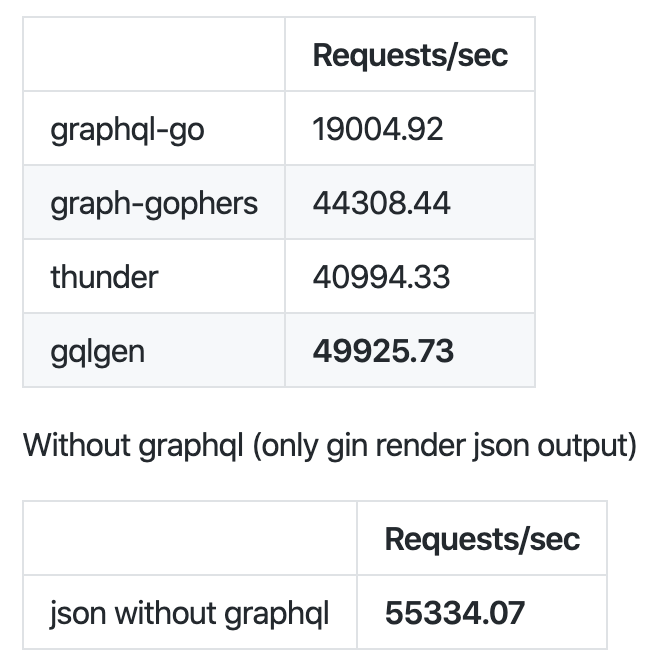 Requests/sec
graphql-go 19004.92
graph-gophers 44308.44
thunder 40994.33
gqlgen 49925.73
Without graphql (only gin render json output)
Requests/sec
json without graphql 55334.07